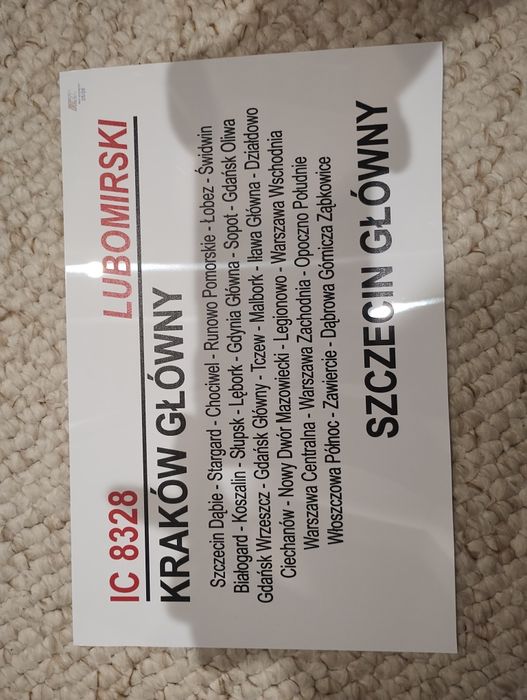 IC 8328 LUBOMIRSKI
KRAKÓW GŁÓWNY
Szczecin Dąbie - Stargard - Chociwel - Runowo Pomorskie - Łobez - Świdwin
Białogard - Koszalin - Słupsk - Lębork - Gdynia Główna - Sopot - Gdańsk Oliwa
Gdańsk Wrzeszcz - Gdańsk Główny - Tczew - Malbork - Iława Główna - Działdowo
Ciechanów - Nowy Dwór Mazowiecki - Legionowo - Warszawa Wschodnia
Warszawa Centralna - Warszawa Zachodnia - Opoczno Południe
Włoszczowa Północ - Zawiercie - Dąbrowa Górnicza Ząbkowice
SZCZECIN GŁÓWNY